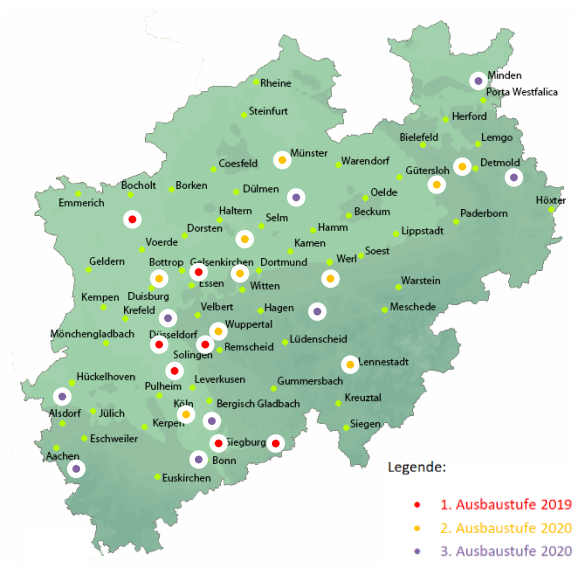 Rheine
Minden
Porta Westfalica
Steinfurt
Herford
Bielefeld
Lemgo
Münster
Warendorf
Coesfeld
Gütersloh
Detmold
Emmerich
Bocholt
Borken
Dülmen
Oelde
Höxter
Haltern
Selm
Beckum
Paderborn
Dorsten
Hamm
Lippstadt
Voerde
Kamen
Soest
Geldern
Bottrop
Gelsenkirchen
Dortmund
Werl
Essen
Witten
Warstein
Kempen
Duisburg
Krefeld
Velbert
Hagen
Meschede
Wuppertal
Mönchengladbach
Düsseldorf
Lüdenscheid
Solingen
Remscheid
Lennestadt
Hückelhoven
Pulheim
Leverkusen
Gummersbach
Kreuztal
Alsdorf
Jülich
Köln
Bergisch Gladbach
Kerpen
Siegen
Eschweiler
Siegburg
Aachen
Bonn
Euskirchen
Legende:
1. Ausbaustufe 2019
2. Ausbaustufe 2020
3. Ausbaustufe 2020